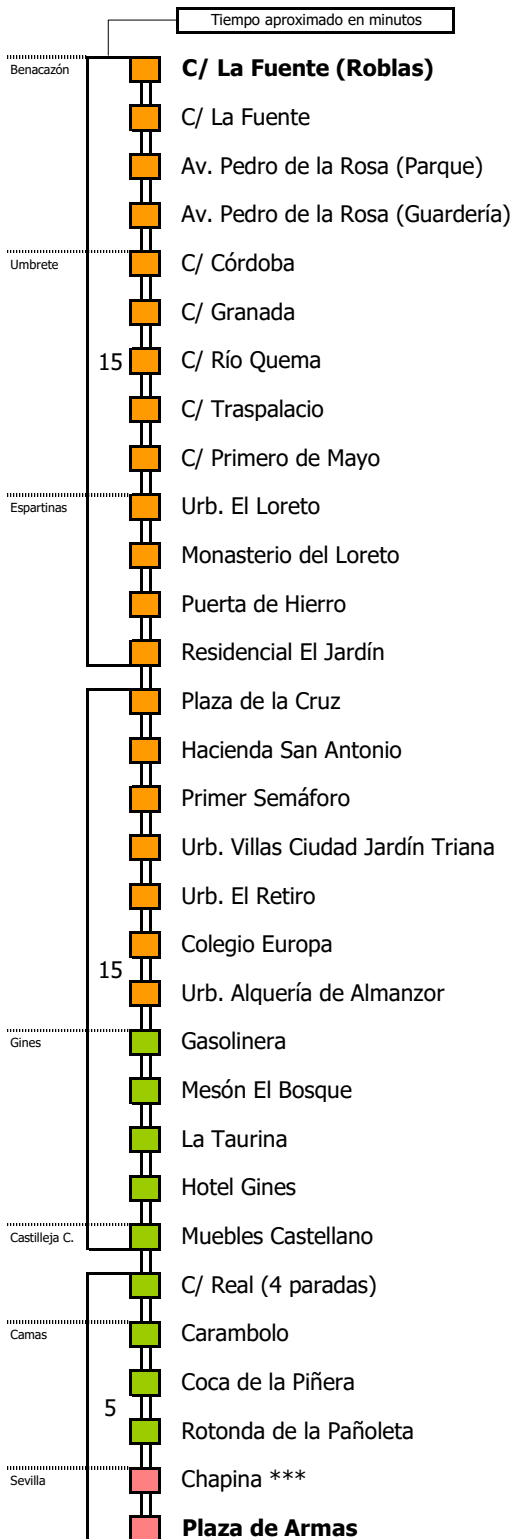 Tiempo aproximado en minutos
Benacazón
C/ La Fuente (Roblas)
C/ La Fuente
Av. Pedro de la Rosa (Parque)
Av. Pedro de la Rosa (Guardería)
Umbrete
C/ Córdoba
C/ Granada
15
C/ Río Quema
C/ Traspalacio
C/ Primero de Mayo
Espartinas
Urb. El Loreto
Monasterio del Loreto
Puerta de Hierro
Residencial El Jardín
Plaza de la Cruz
Hacienda San Antonio
Primer Semáforo
Urb. Villas Ciudad Jardín Triana
Urb. El Retiro
Colegio Europa
15
Urb. Alquería de Almanzor
Gines
Gasolinera
Mesón El Bosque
La Taurina
Hotel Gines
Castilleja C.
Muebles Castellano
C/ Real (4 paradas)
Camas
Carambolo
Coca de la Piñera
5
Rotonda de la Pañoleta
Sevilla
Chapina ***
Plaza de Armas